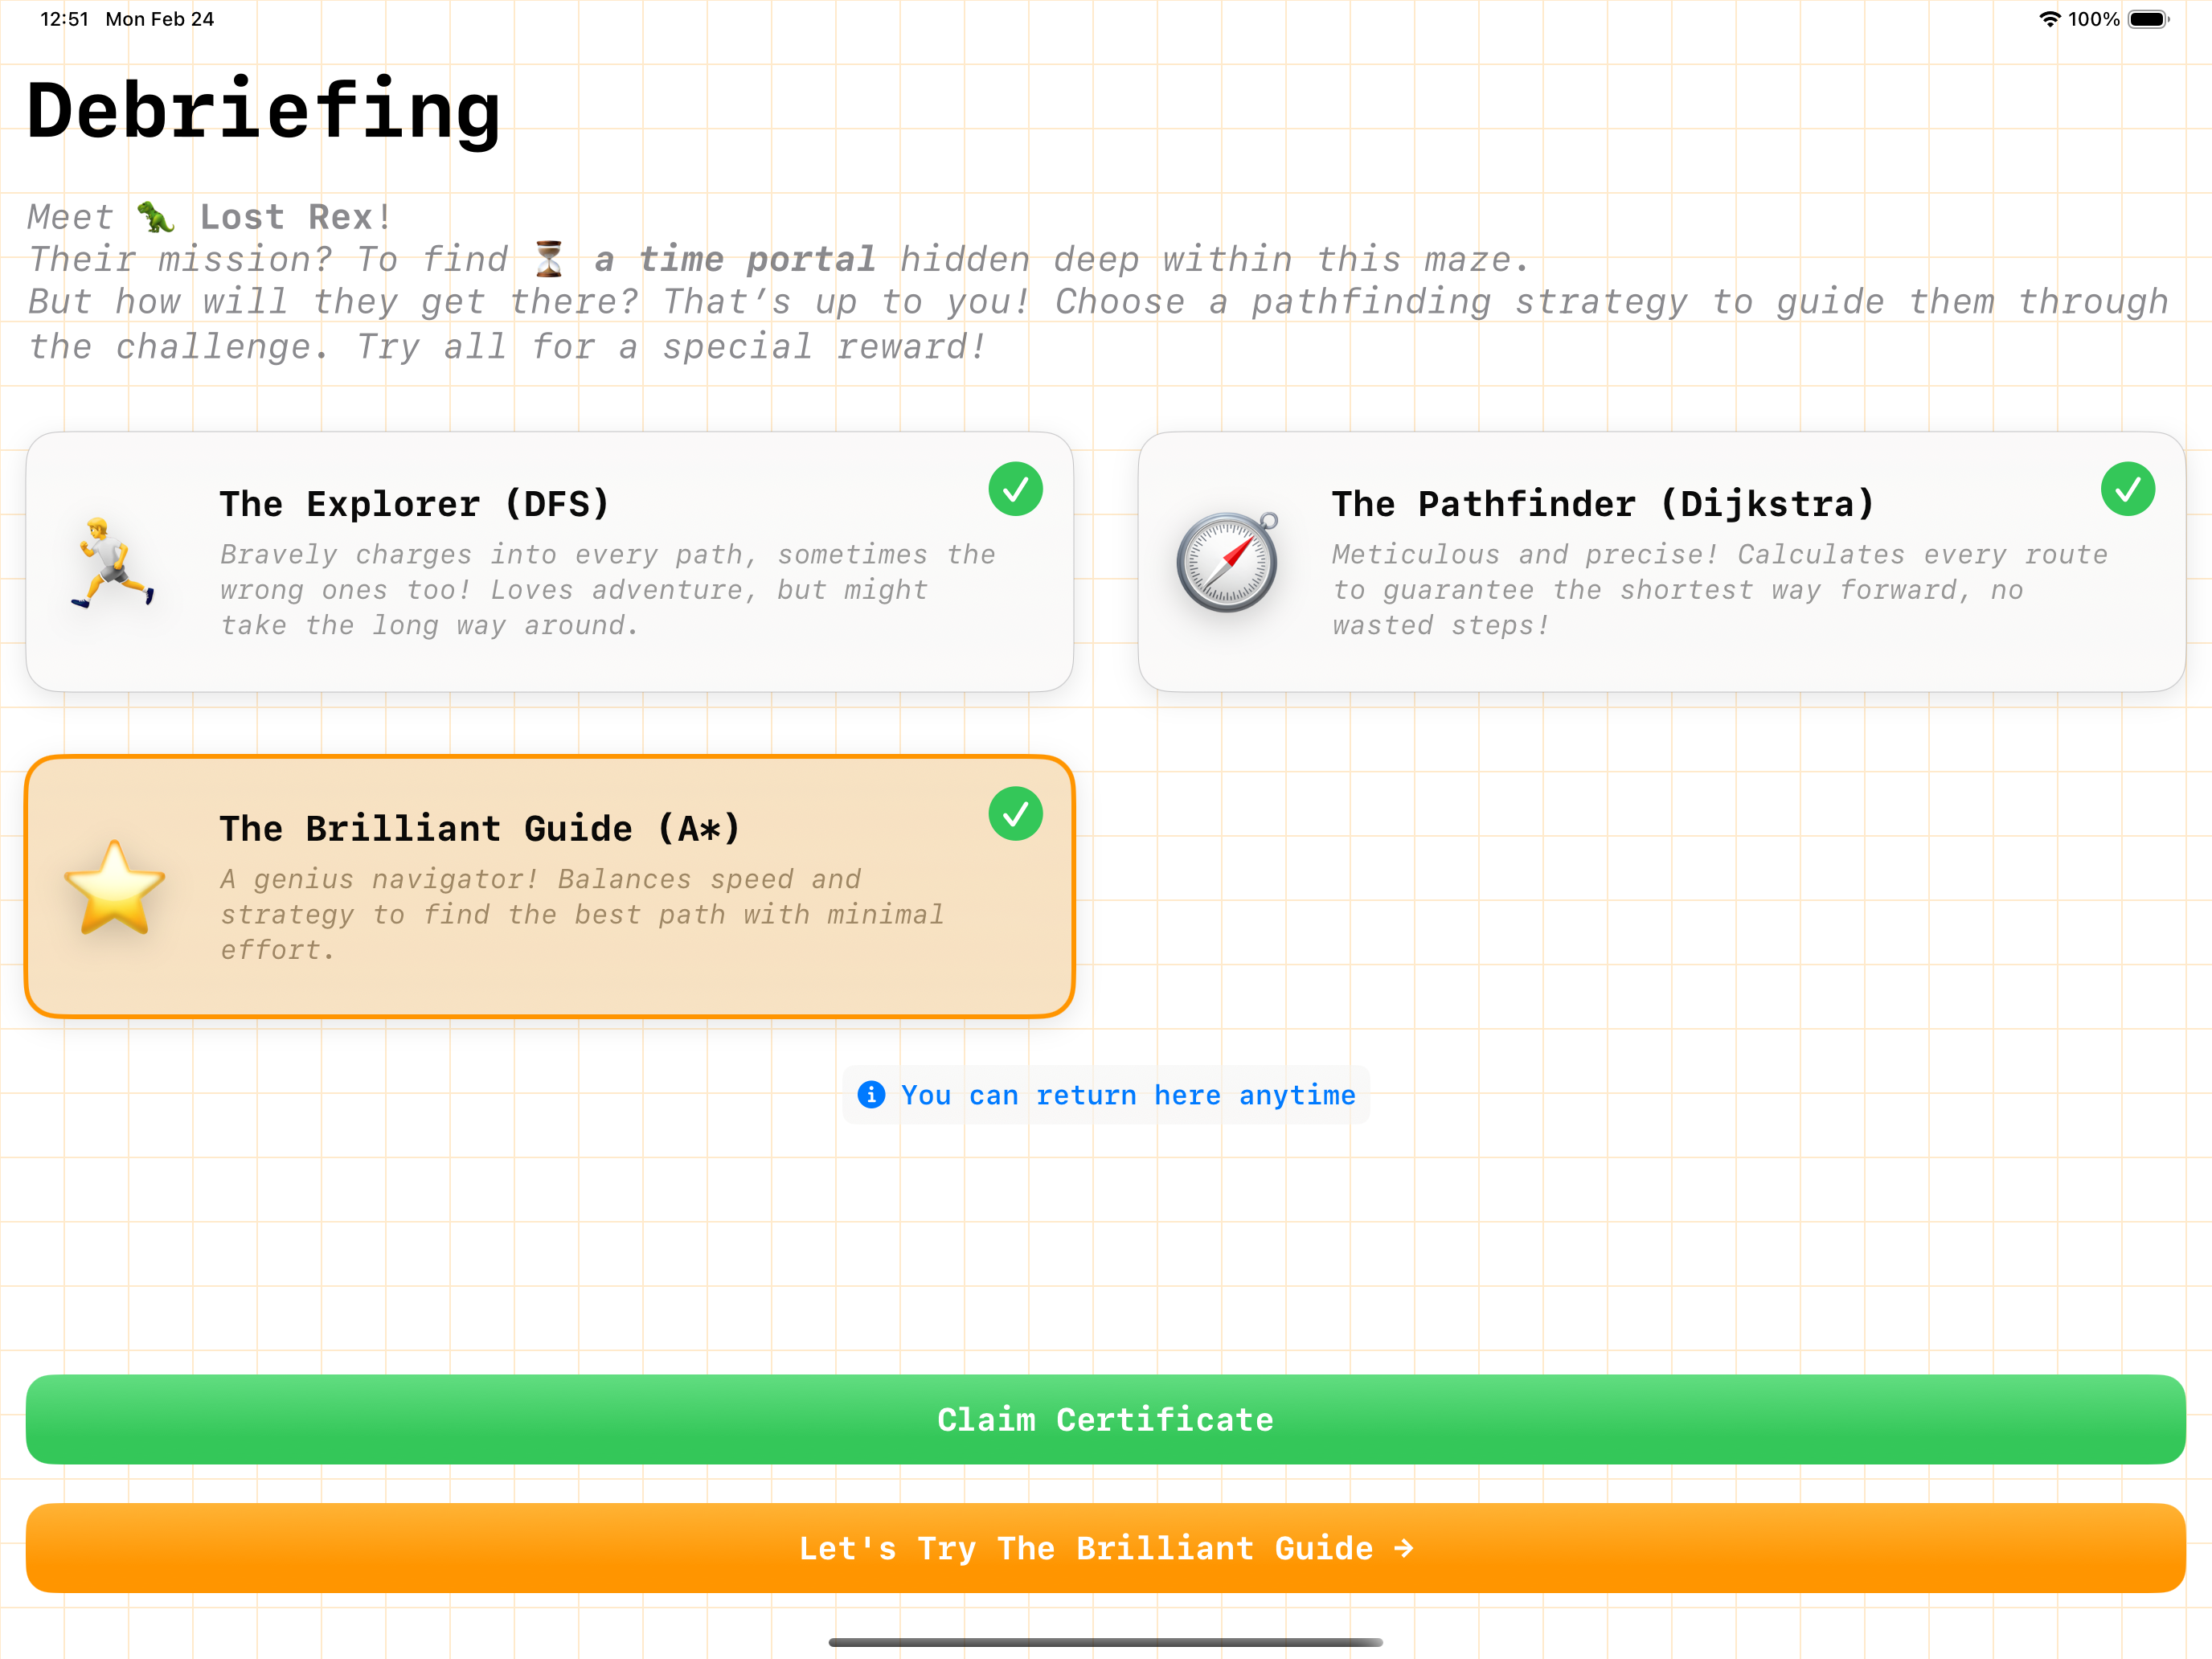 12:51 Mon Feb 24
100%
Debriefing
Meet 🦖 Lost Rex!
Their mission? To find ⏳ a time portal hidden deep within this maze.
But how will they get there? That’s up to you! Choose a pathfinding strategy to guide them through
the challenge. Try all for a special reward!
The Explorer (DFS)
Bravely charges into every path, sometimes the
wrong ones too! Loves adventure, but might
take the long way around.
The Pathfinder (Dijkstra)
Meticulous and precise! Calculates every route
to guarantee the shortest way forward, no
wasted steps!
The Brilliant Guide (A*)
A genius navigator! Balances speed and
strategy to find the best path with minimal
effort.
You can return here anytime
Claim Certificate
Let's Try The Brilliant Guide →